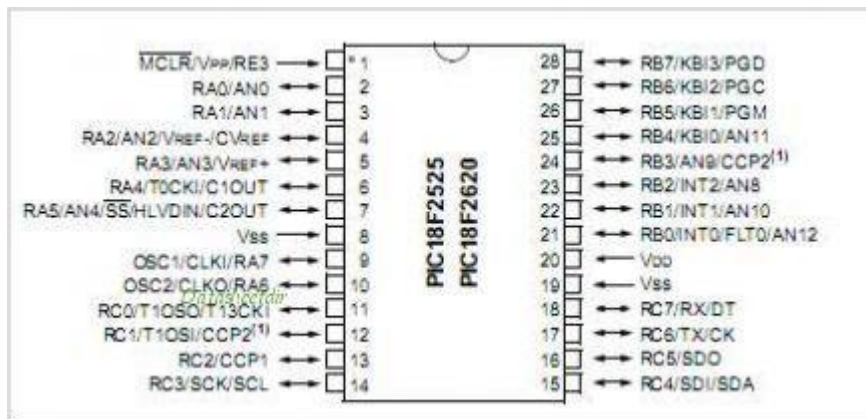 MCLR/VPP/RE3 1
RA0/AN0 2
RA1/AN1 3
RA2/AN2/VREF-/CVREF 4
RA3/AN3/VREF+ 5
RA4/T0CKI/C1OUT 6
RA5/AN4/SS/HLVDIN/C2OUT 7
VSS 8
OSC1/CLKI/RA7 9
OSC2/CLKO/RA6 10
Datasheetdir
RC0/T1OSO/T13CKI 11
RC1/T1OSI/CCP2(1) 12
RC2/CCP1 13
RC3/SCK/SCL 14
PIC18F2525
PIC18F2620
28 RB7/KBI3/PGD
27 RB6/KBI2/PGC
26 RB5/KBI1/PGM
25 RB4/KBI0/AN11
24 RB3/AN9/CCP2(1)
23 RB2/INT2/AN8
22 RB1/INT1/AN10
21 RB0/INT0/FLT0/AN12
20 VDD
19 VSS
18 RC7/RX/DT
17 RC6/TX/CK
16 RC5/SDO
15 RC4/SDI/SDA